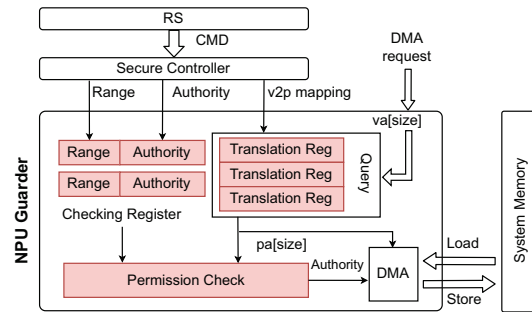 RS
CMD
Secure Controller
DMA
request
Range
Authority
v2p mapping
va[size]
NPU Guarder
Range
Authority
Range
Authority
Translation Reg
Translation Reg
Translation Reg
Query
Checking Register
pa[size]
Permission Check
Authority
DMA
Load
Store
System Memory